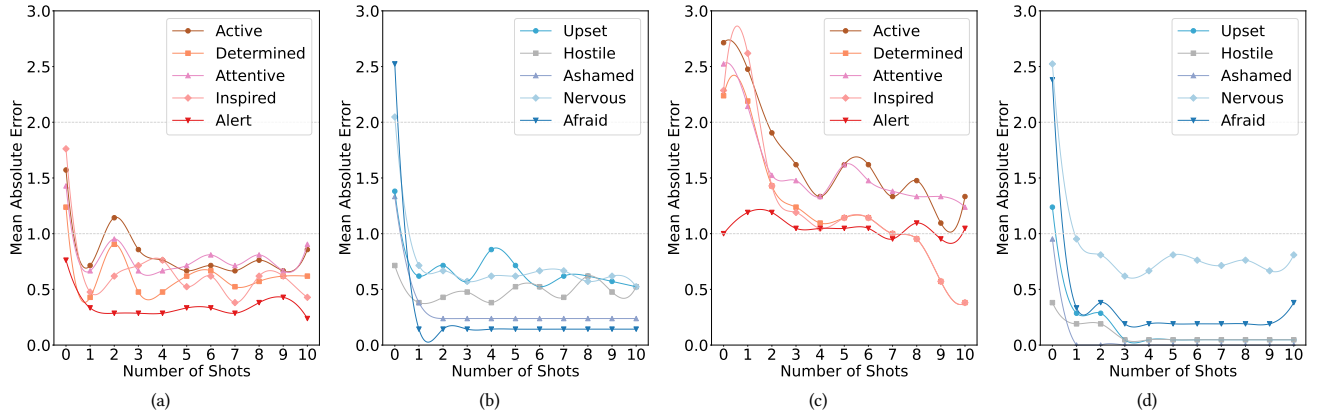 3.0
2.5
2.0
1.5
1.0
0.5
0.0
Mean Absolute Error
Active
Determined
Attentive
Inspired
Alert
0 1 2 3 4 5 6 7 8 9 10
Number of Shots
(a)
3.0
2.5
2.0
1.5
1.0
0.5
0.0
Mean Absolute Error
Upset
Hostile
Ashamed
Nervous
Afraid
0 1 2 3 4 5 6 7 8 9 10
Number of Shots
(b)
3.0
2.5
2.0
1.5
1.0
0.5
0.0
Mean Absolute Error
Active
Determined
Attentive
Inspired
Alert
0 1 2 3 4 5 6 7 8 9 10
Number of Shots
(c)
3.0
2.5
2.0
1.5
1.0
0.5
0.0
Mean Absolute Error
Upset
Hostile
Ashamed
Nervous
Afraid
0 1 2 3 4 5 6 7 8 9 10
Number of Shots
(d)